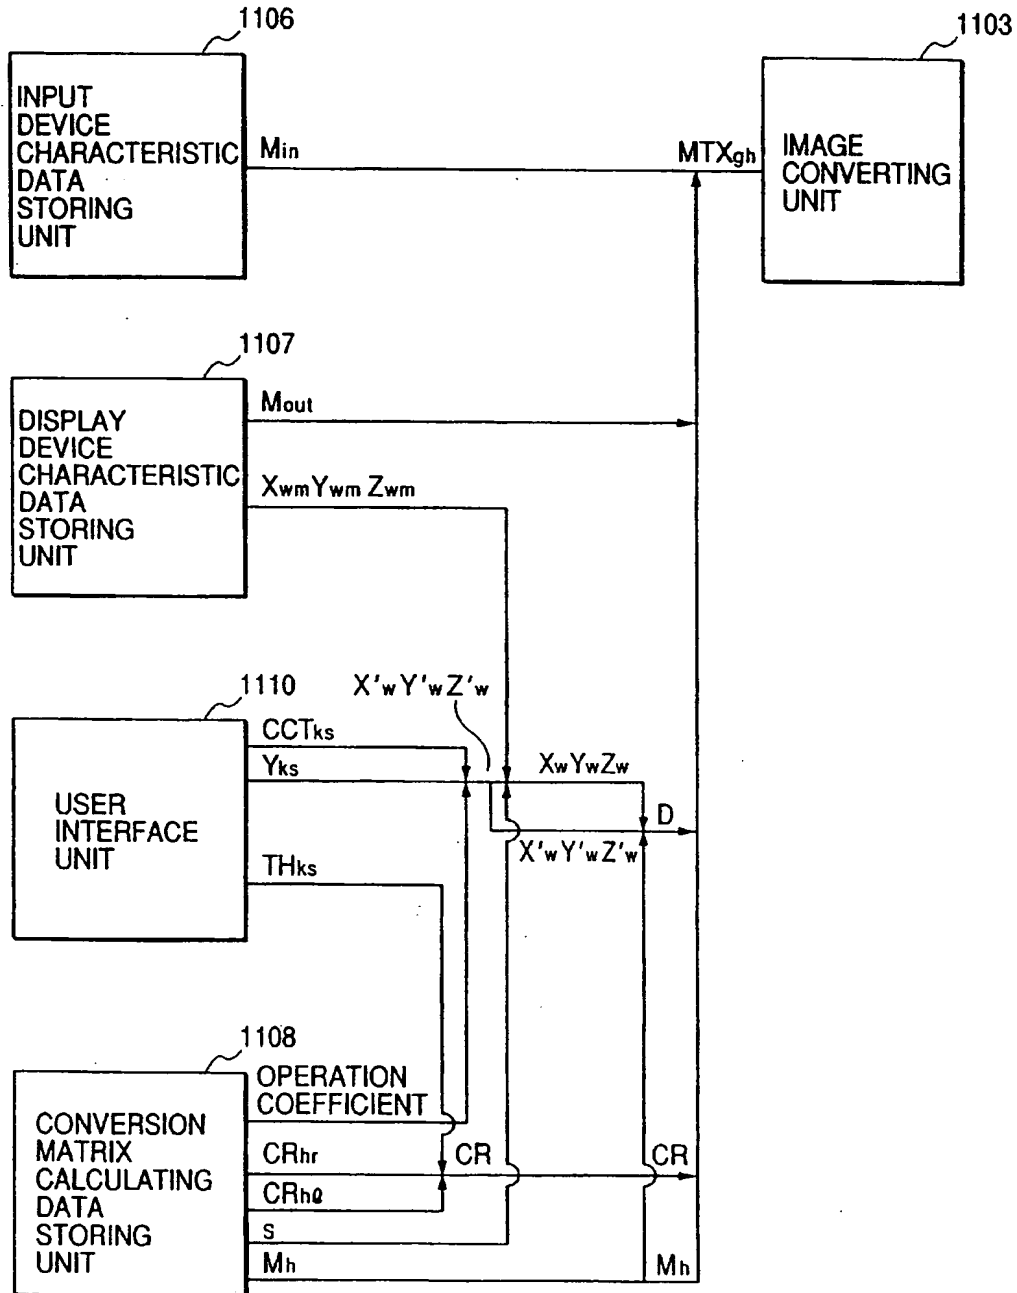 1106
INPUT
DEVICE
CHARACTERISTIC
DATA
STORING
UNIT
Min
MTXgh
1103
IMAGE
CONVERTING
UNIT
1107
DISPLAY
DEVICE
CHARACTERISTIC
DATA
STORING
UNIT
Mout
XwmYwm Zwm
1110
USER
INTERFACE
UNIT
CCTks
Yks
THks
X'wY'wZ'w
XwYwZw
D
X'wY'wZ'w
1108
CONVERSION
MATRIX
CALCULATING
DATA
STORING
UNIT
OPERATION
COEFFICIENT
CRhr
CR
CR
CRhℓ
S
Mh
Mh